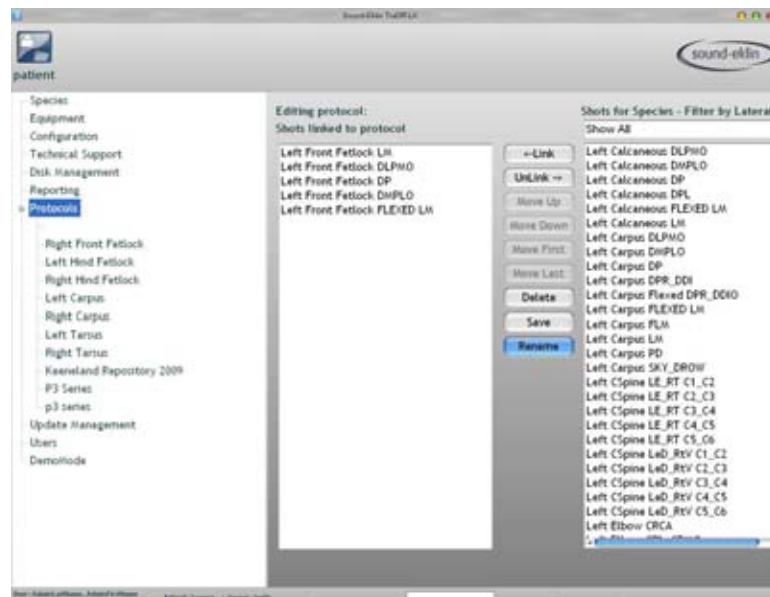 Sound-Eklin TruDR LX
sound-eklin
patient
Species
Equipment
Configuration
Technical Support
Disk Management
Reporting
Protocols
Right Front Fetlock
Left Hind Fetlock
Right Hind Fetlock
Left Carpus
Right Carpus
Left Tarsus
Right Tarsus
Keeneland Repository 2009
P3 Series
p3 series
Update Management
Users
DemoMode
Editing protocol:
Shots linked to protocol
Left Front Fetlock LM
Left Front Fetlock DLPMO
Left Front Fetlock DP
Left Front Fetlock DMPLO
Left Front Fetlock FLEXED LM
←Link
UnLink →
Move Up
Move Down
Move First
Move Last
Delete
Save
Rename
Shots for Species - Filter by Laterali
Show All
Left Calcaneous DLPMO
Left Calcaneous DMPLO
Left Calcaneous DP
Left Calcaneous DPL
Left Calcaneous FLEXED LM
Left Calcaneous LM
Left Carpus DLPMO
Left Carpus DMPLO
Left Carpus DP
Left Carpus DPR_DDI
Left Carpus Flexed DPR_DDIO
Left Carpus FLEXED LM
Left Carpus FLM
Left Carpus LM
Left Carpus PD
Left Carpus SKY_DROW
Left CSpine LE_RT C1_C2
Left CSpine LE_RT C2_C3
Left CSpine LE_RT C3_C4
Left CSpine LE_RT C4_C5
Left CSpine LE_RT C5_C6
Left CSpine LeD_RtV C1_C2
Left CSpine LeD_RtV C2_C3
Left CSpine LeD_RtV C3_C4
Left CSpine LeD_RtV C4_C5
Left CSpine LeD_RtV C5_C6
Left Elbow CRCA